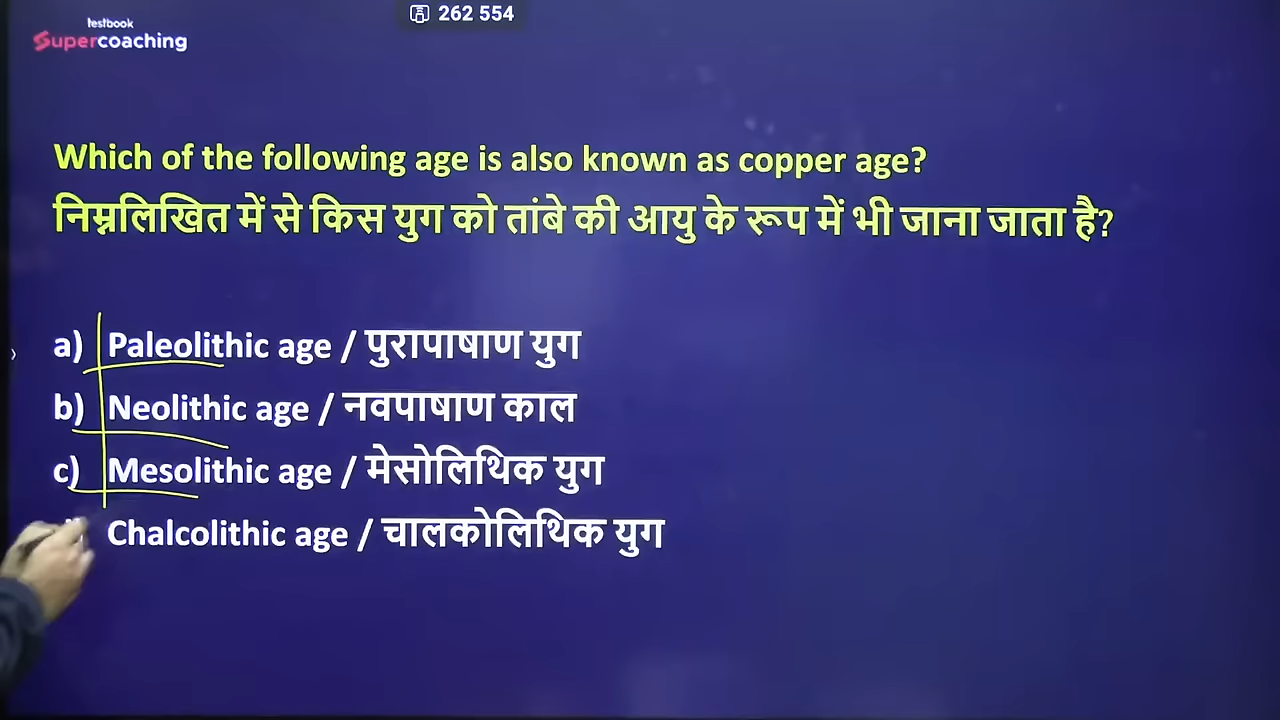 testbook
Supercoaching
262 554
Which of the following age is also known as copper age?
निम्नलिखित में से किस युग को तांबे की आयु के रूप में भी जाना जाता है?
a) Paleolithic age / पुरापाषाण युग
b) Neolithic age / नवपाषाण काल
c) Mesolithic age / मेसोलिथिक युग
Chalcolithic age / चालकोलिथिक युग